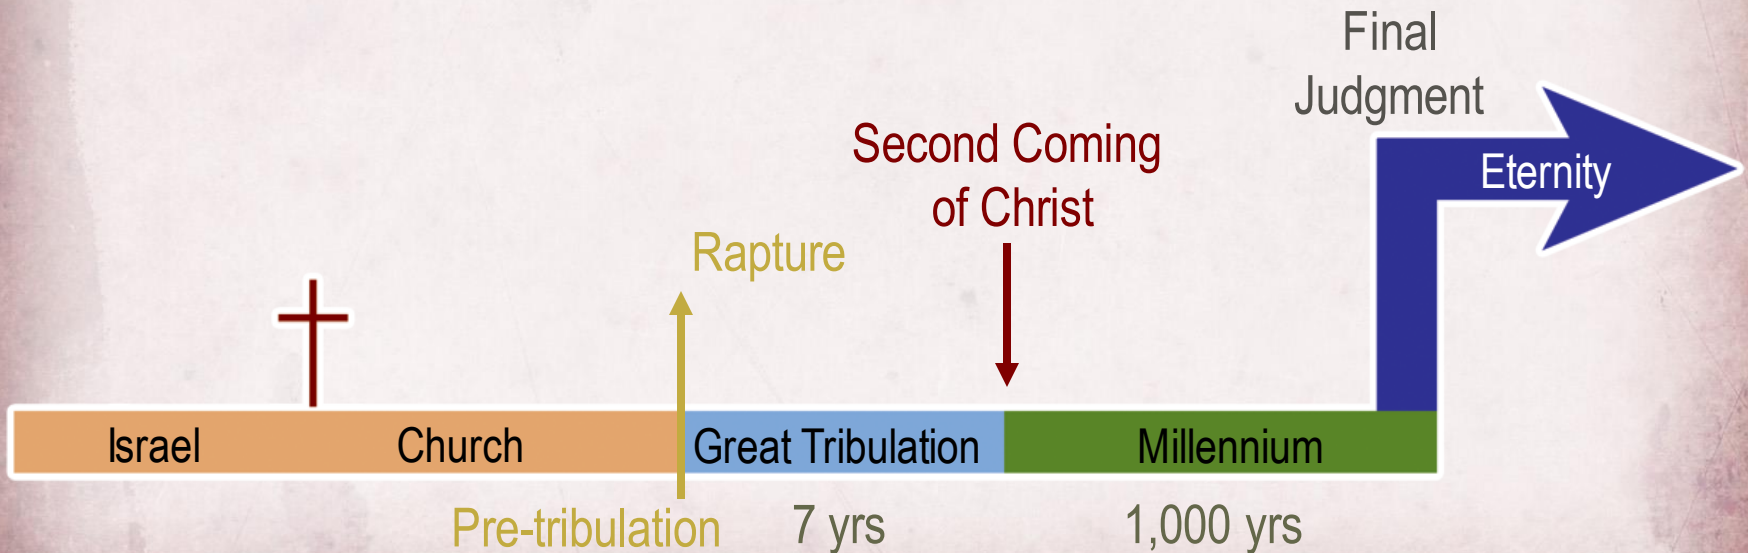 Final
Judgment
Second Coming
of Christ
Eternity
Rapture
Israel
Church
Great Tribulation
Millennium
Pre-tribulation
7 yrs
1,000 yrs